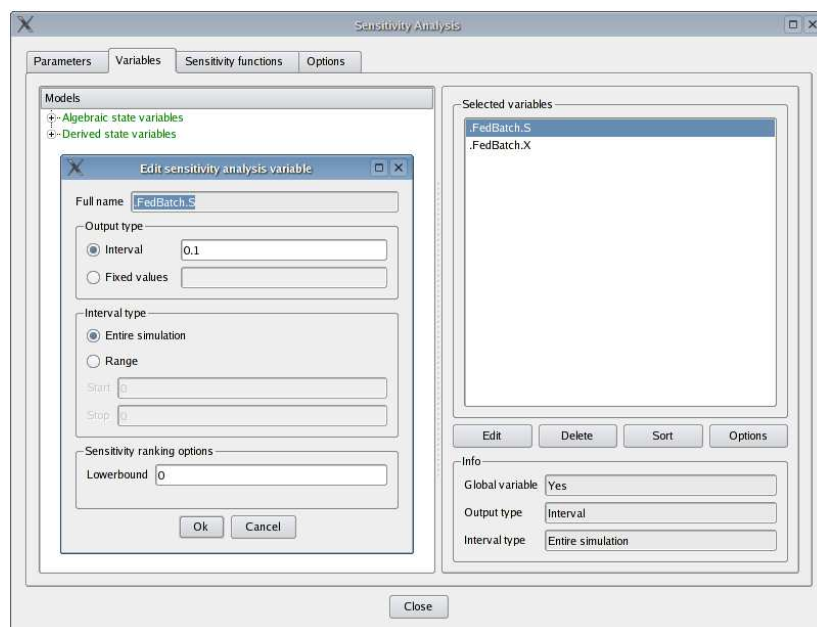 Sensitivity Analysis
Parameters Variables Sensitivity functions Options
Models
Algebraic state variables
Derived state variables
Edit sensitivity analysis variable
Full name .FedBatch.S
Output type
Interval 0.1
Fixed values
Interval type
Entire simulation
Range
Start 0
Stop 0
Sensitivity ranking options
Lowerbound 0
Ok Cancel
Selected variables
.FedBatch.S
.FedBatch.X
Edit Delete Sort Options
Info
Global variable Yes
Output type Interval
Interval type Entire simulation
Close